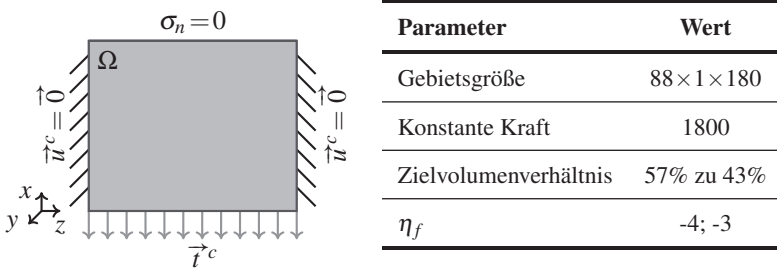 σₙ = 0
Ω
u⃗ᶜ = 0⃗
u⃗ᶜ = 0⃗
x
y
z
t⃗ᶜ
Parameter Wert
Gebietsgröße 88×1×180
Konstante Kraft 1800
Zielvolumenverhältnis 57% zu 43%
η_f -4; -3